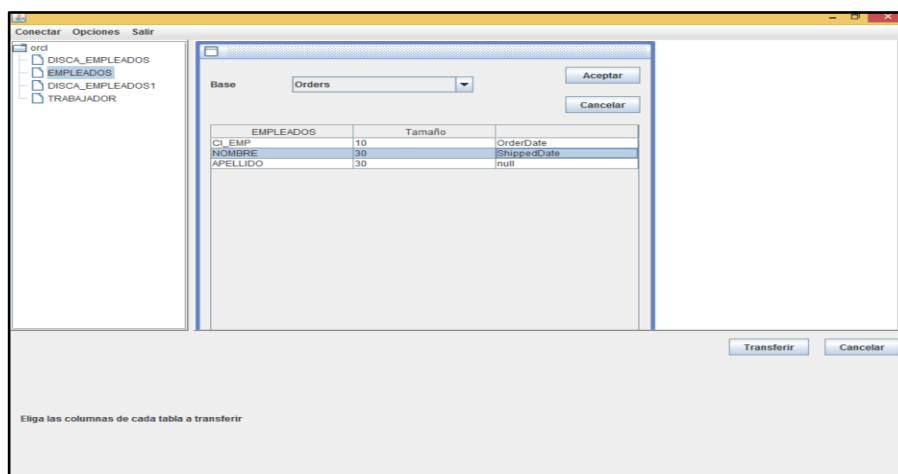 Conectar Opciones Salir
orcl
DISCA_EMPLEADOS
EMPLEADOS
DISCA_EMPLEADOS1
TRABAJADOR
Base Orders Aceptar
Cancelar
EMPLEADOS Tamaño
CI_EMP 10 OrderDate
NOMBRE 30 ShippedDate
APELLIDO 30 null
Transferir Cancelar
Eliga las columnas de cada tabla a transferir